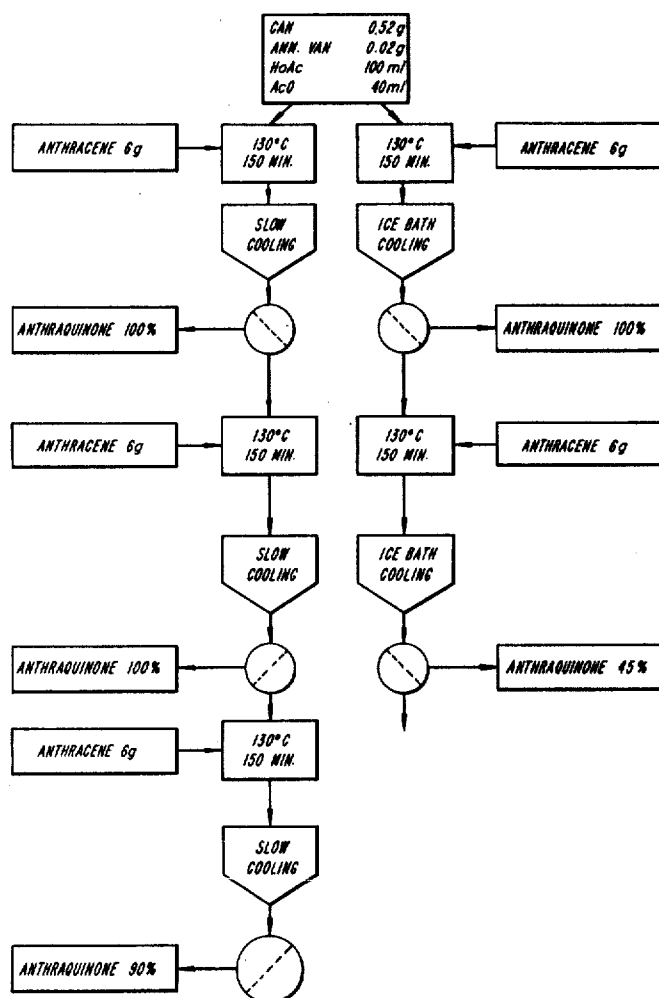 CAN 0.52g
AMM. VAN 0.02g
HoAc 100 ml
AcO 40ml
ANTHRACENE 6g
130°C
150 MIN.
130°C
150 MIN.
ANTHRACENE 6g
SLOW
COOLING
ICE BATH
COOLING
ANTHRAQUINONE 100%
ANTHRAQUINONE 100%
ANTHRACENE 6g
130°C
150 MIN.
130°C
150 MIN.
ANTHRACENE 6g
SLOW
COOLING
ICE BATH
COOLING
ANTHRAQUINONE 100%
ANTHRAQUINONE 45%
ANTHRACENE 6g
130°C
150 MIN.
SLOW
COOLING
ANTHRAQUINONE 90%